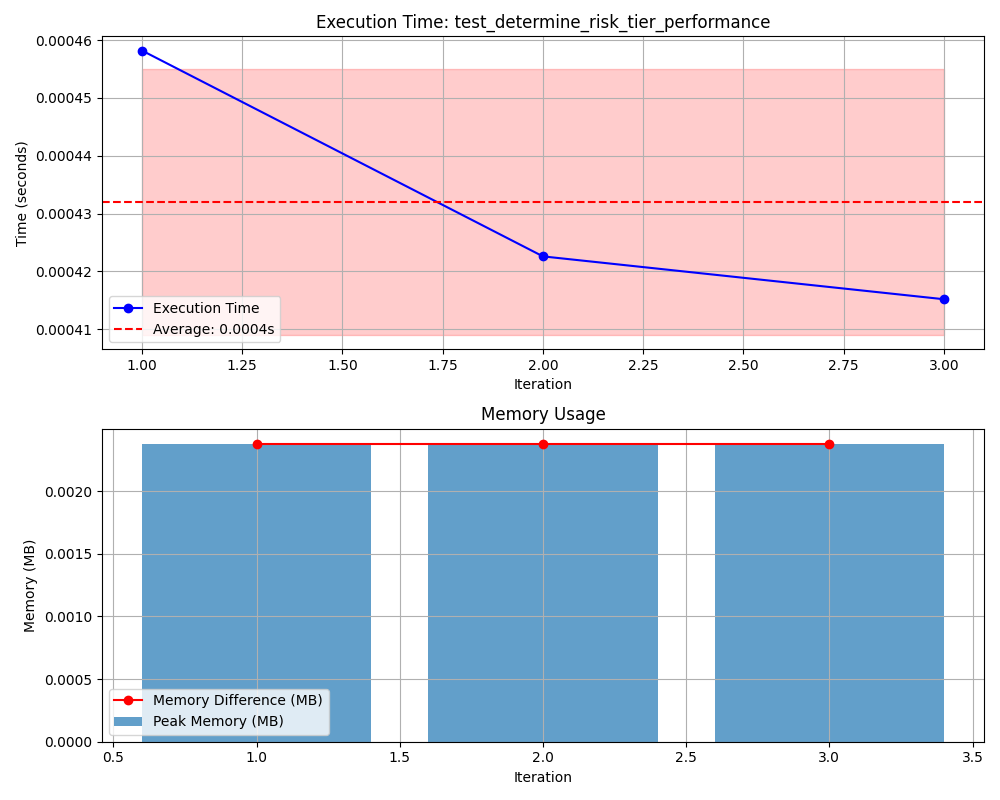 Execution Time: test_determine_risk_tier_performance
0.00046
0.00045
0.00044
0.00043
0.00042
0.00041
Time (seconds)
Execution Time
Average: 0.0004s
1.00 1.25 1.50 1.75 2.00 2.25 2.50 2.75 3.00
Iteration
Memory Usage
0.0020
0.0015
0.0010
0.0005
0.0000
Memory (MB)
Memory Difference (MB)
Peak Memory (MB)
0.5 1.0 1.5 2.0 2.5 3.0 3.5
Iteration